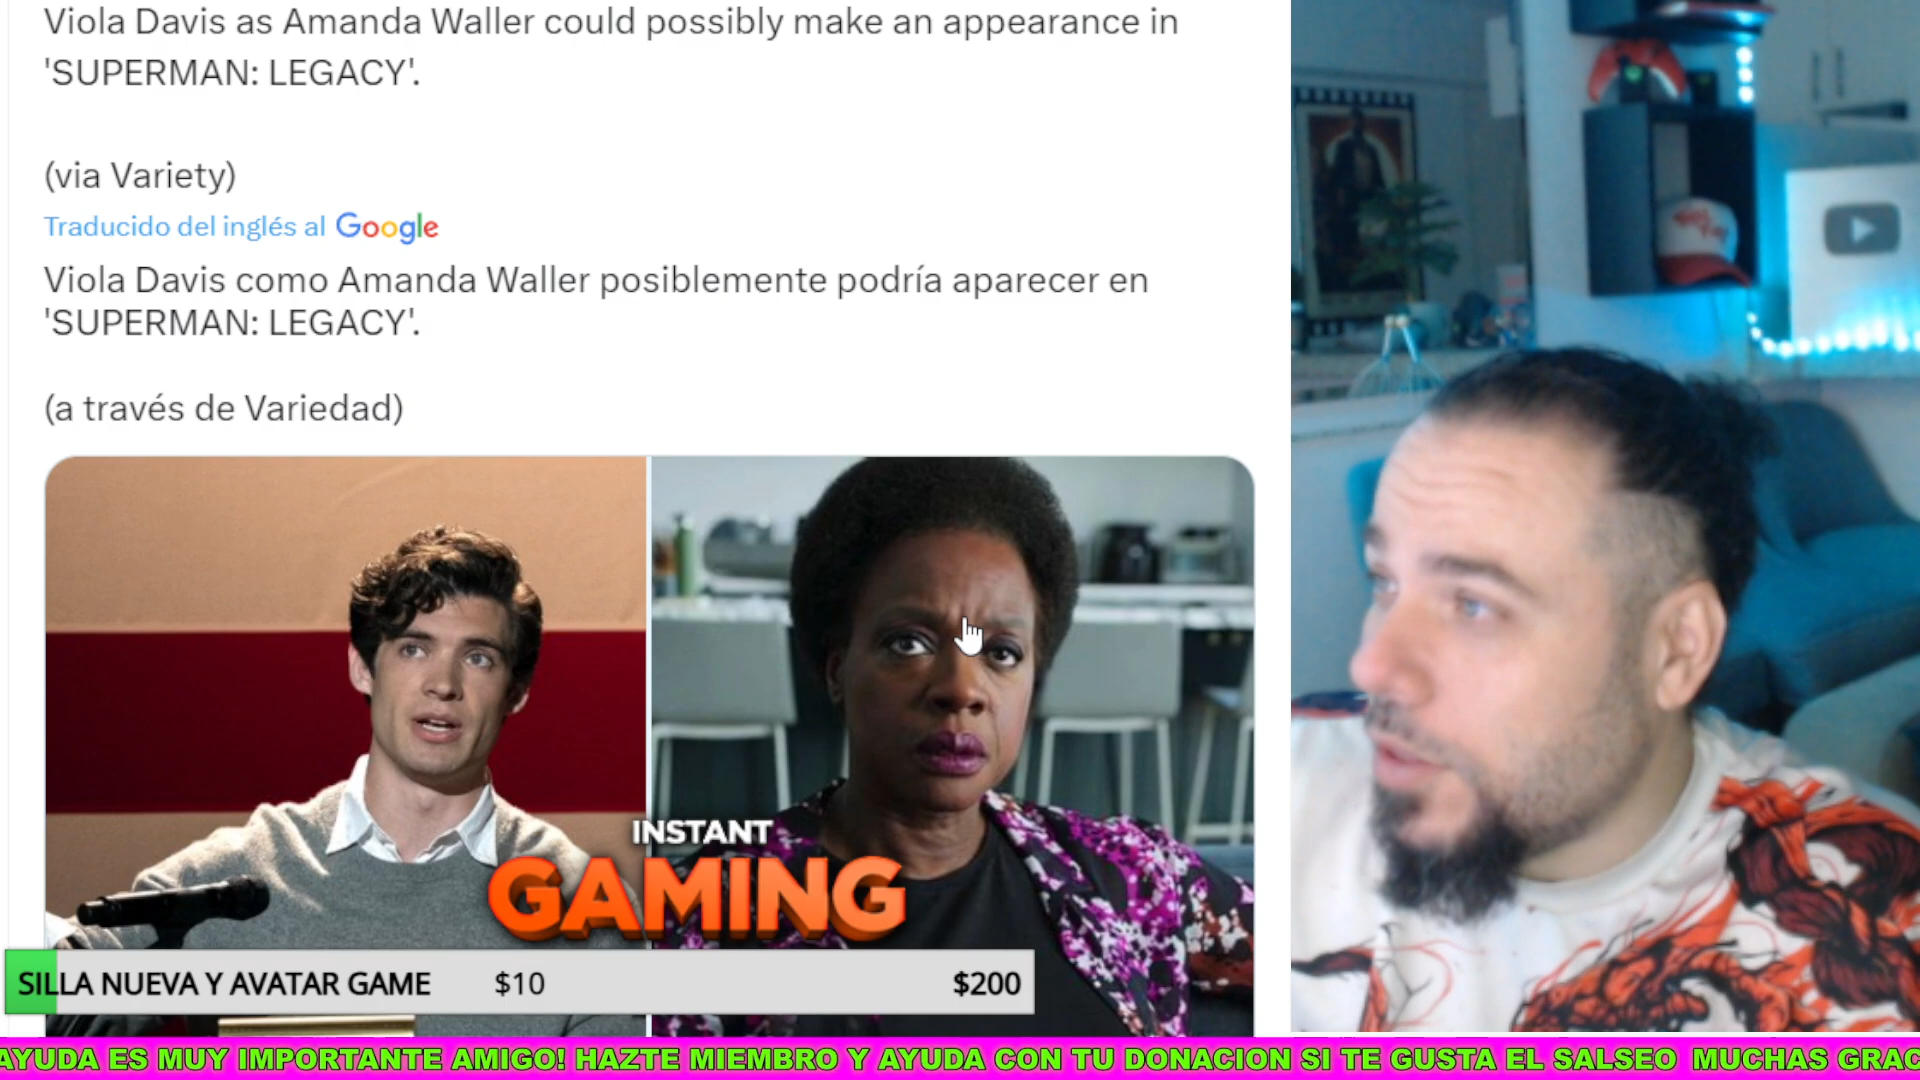 Viola Davis as Amanda Waller could possibly make an appearance in
'SUPERMAN: LEGACY'.
(via Variety)
Traducido del inglés al Google
Viola Davis como Amanda Waller posiblemente podría aparecer en
'SUPERMAN: LEGACY'.
(a través de Variedad)
INSTANT
GAMING
SILLA NUEVA Y AVATAR GAME $10 $200
AYUDA ES MUY IMPORTANTE AMIGO! HAZTE MIEMBRO Y AYUDA CON TU DONACION SI TE GUSTA EL SALSEO MUCHAS GRAC